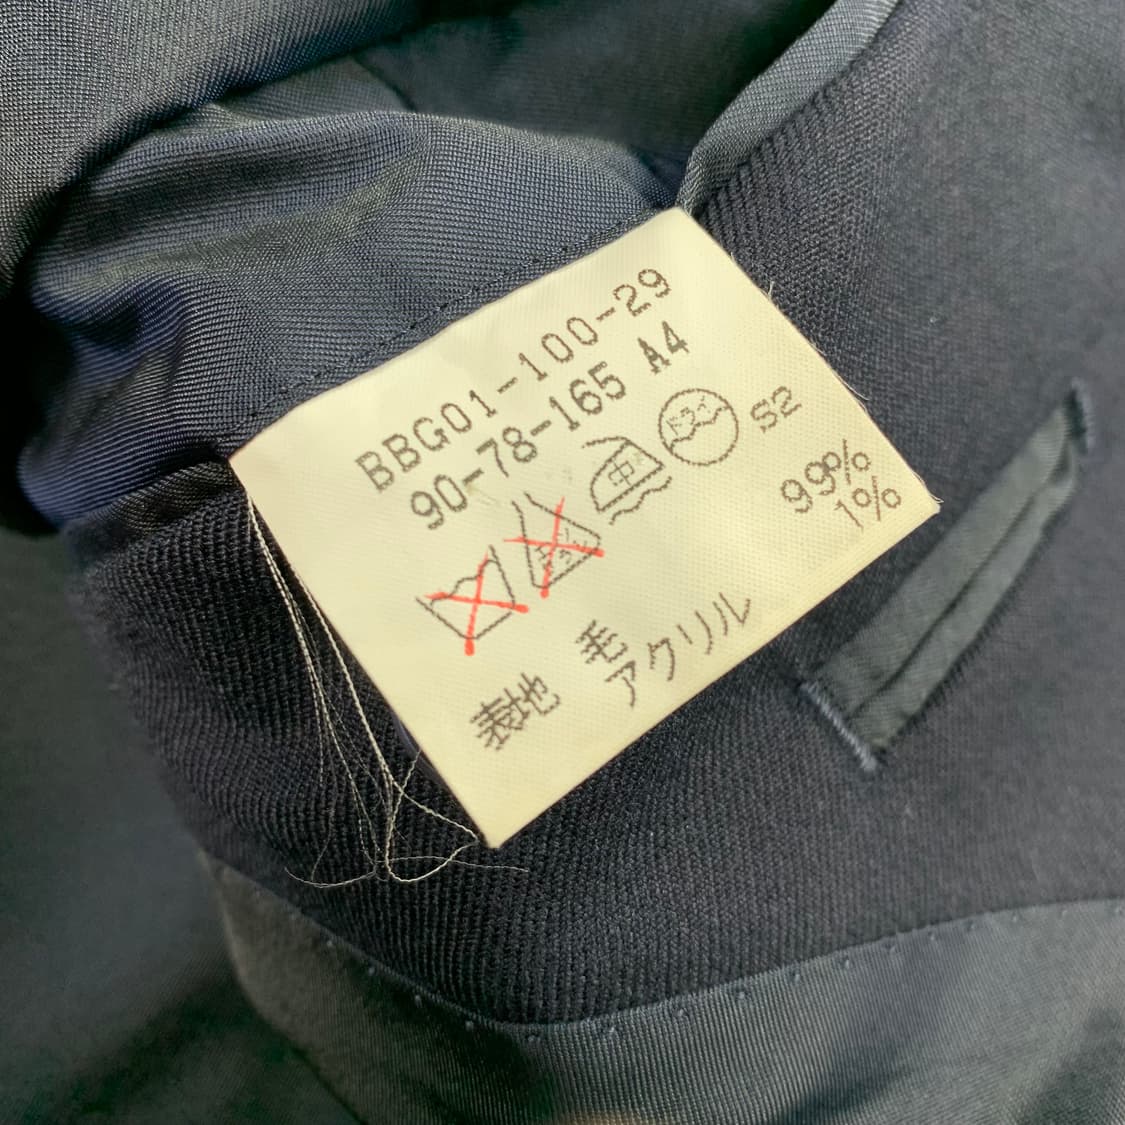 BBG01-100-29
90-78-165 A4
中 ドライ S2
表地 毛 99%
アクリル 1%